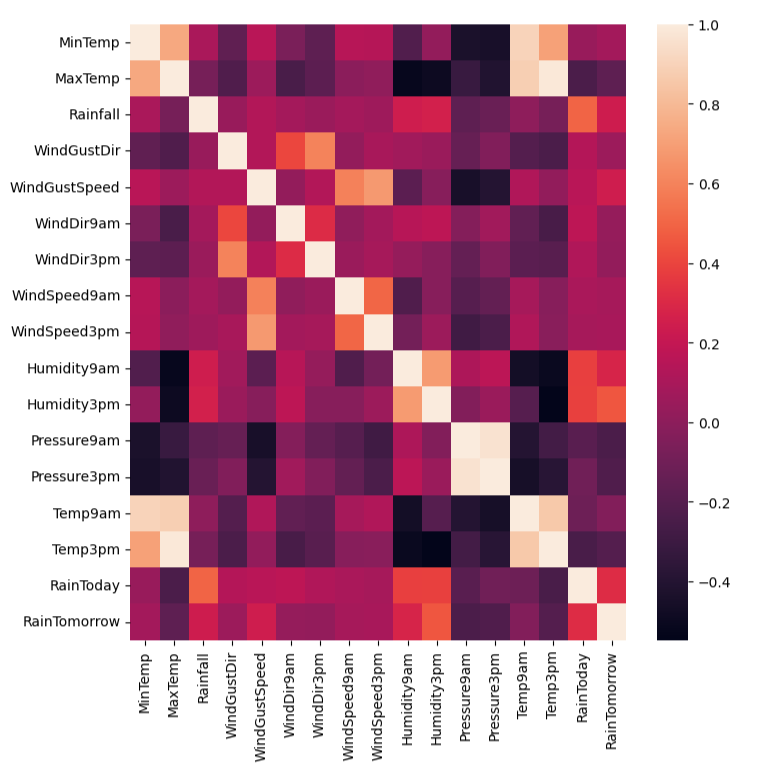 MinTemp
MaxTemp
Rainfall
WindGustDir
WindGustSpeed
WindDir9am
WindDir3pm
WindSpeed9am
WindSpeed3pm
Humidity9am
Humidity3pm
Pressure9am
Pressure3pm
Temp9am
Temp3pm
RainToday
RainTomorrow
MinTemp
MaxTemp
Rainfall
WindGustDir
WindGustSpeed
WindDir9am
WindDir3pm
WindSpeed9am
WindSpeed3pm
Humidity9am
Humidity3pm
Pressure9am
Pressure3pm
Temp9am
Temp3pm
RainToday
RainTomorrow
1.0
0.8
0.6
0.4
0.2
0.0
−0.2
−0.4